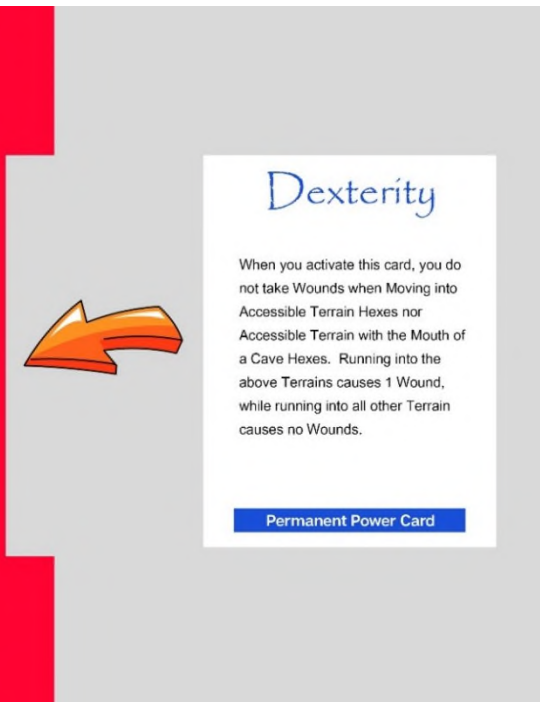 Dexterity
When you activate this card, you do
not take Wounds when Moving into
Accessible Terrain Hexes nor
Accessible Terrain with the Mouth of
a Cave Hexes. Running into the
above Terrains causes 1 Wound,
while running into all other Terrain
causes no Wounds.
Permanent Power Card